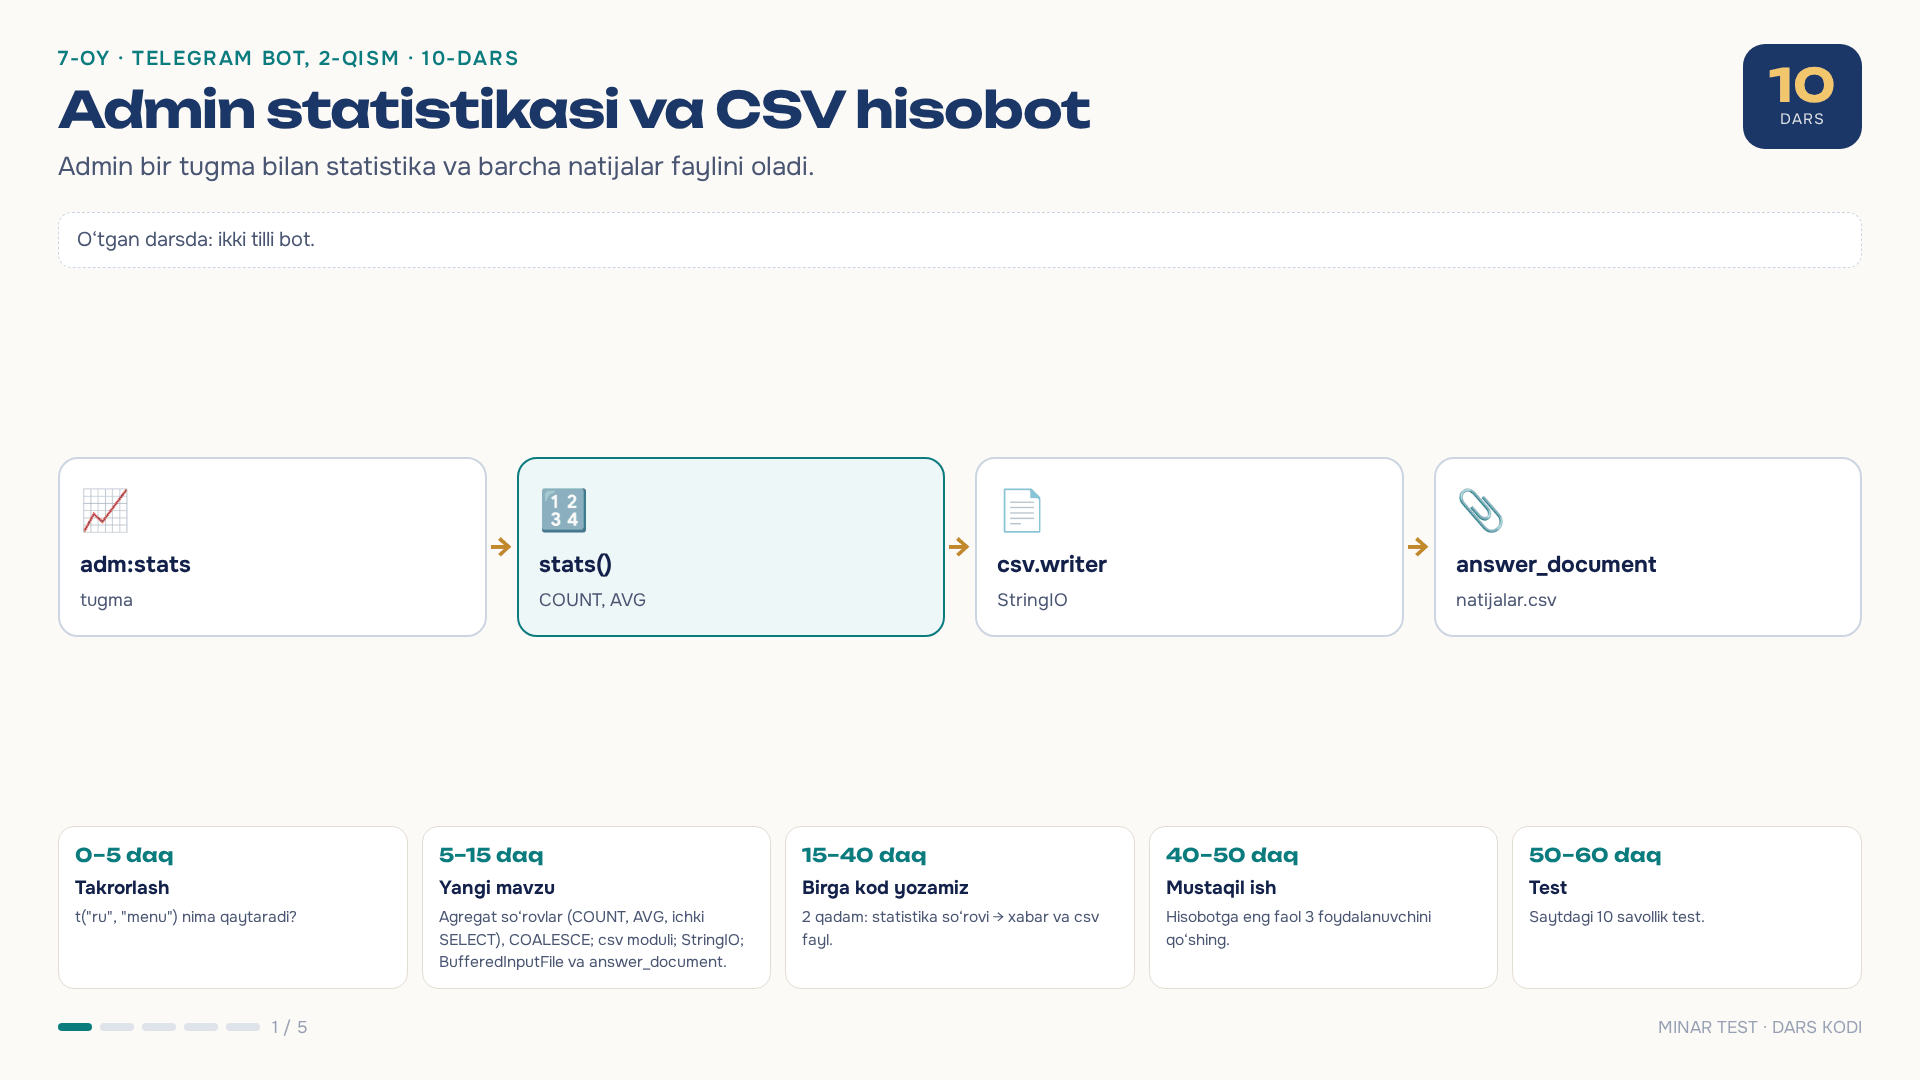 7-OY · TELEGRAM BOT, 2-QISM · 10-DARS
Admin statistikasi va CSV hisobot
Admin bir tugma bilan statistika va barcha natijalar faylini oladi.
10
DARS
O‘tgan darsda: ikki tilli bot.
adm:stats
tugma
→
stats()
COUNT, AVG
→
csv.writer
StringIO
→
answer_document
natijalar.csv
0–5 daq
Takrorlash
t("ru", "menu") nima qaytaradi?
5–15 daq
Yangi mavzu
Agregat so‘rovlar (COUNT, AVG, ichki
SELECT), COALESCE; csv moduli; StringIO;
BufferedInputFile va answer_document.
15–40 daq
Birga kod yozamiz
2 qadam: statistika so‘rovi → xabar va csv
fayl.
40–50 daq
Mustaqil ish
Hisobotga eng faol 3 foydalanuvchini
qo‘shing.
50–60 daq
Test
Saytdagi 10 savollik test.
1 / 5
MINAR TEST · DARS KODI